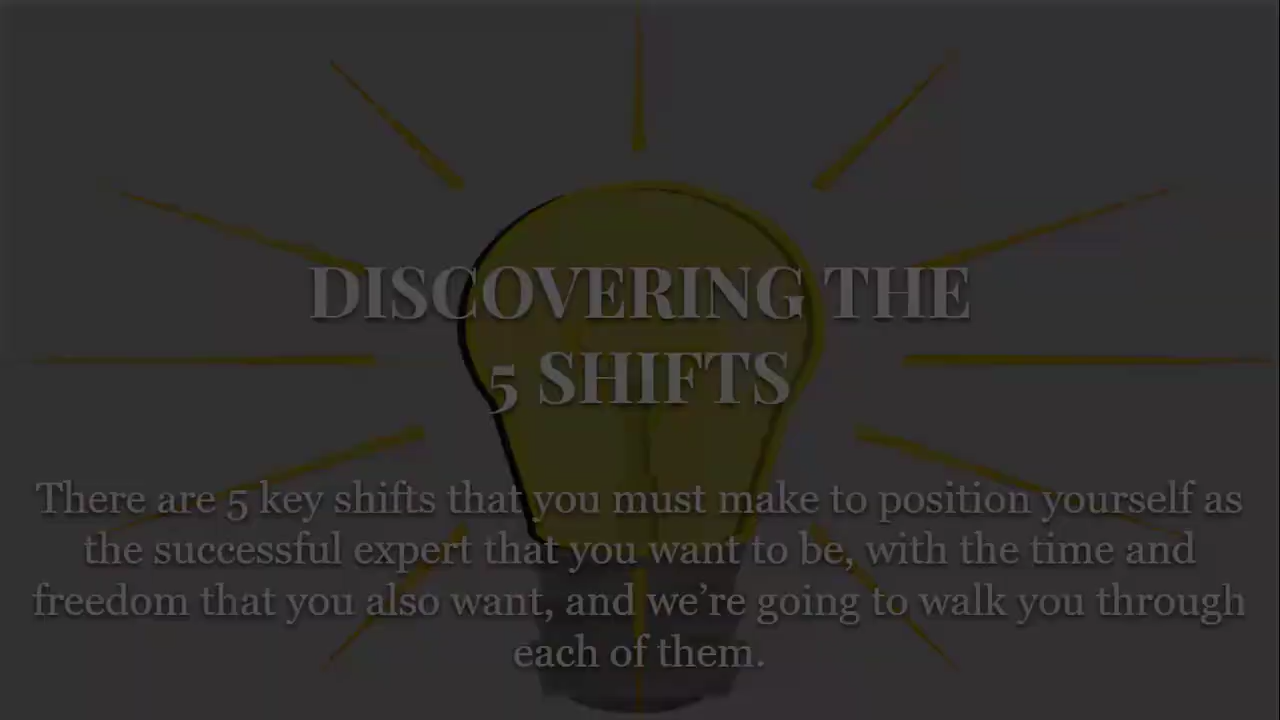 DISCOVERING THE
5 SHIFTS
There are 5 key shifts that you must make to position yourself as
the successful expert that you want to be, with the time and
freedom that you also want, and we’re going to walk you through
each of them.